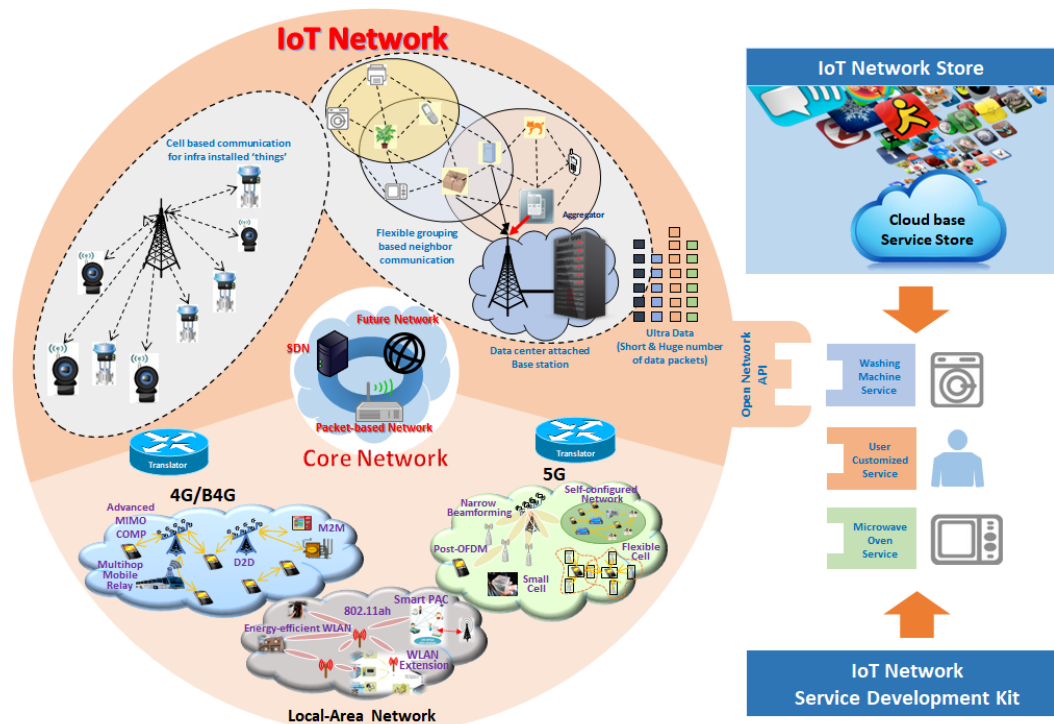 IoT Network
Cell based communication
for infra installed 'things'
Aggregator
Flexible grouping
based neighbor
communication
Data center attached
Base station
Ultra Data
(Short & Huge number
of data packets)
Future Network
SDN
Packet-based Network
Core Network
Translator
Translator
4G/B4G
Advanced
MIMO
COMP
M2M
D2D
Multihop
Mobile
Relay
5G
Narrow
Beamforming
Self-configured
Network
Post-OFDM
Flexible
Cell
Small
Cell
802.11ah
Smart PAC
Energy-efficient WLAN
WLAN
Extension
Local-Area Network
Open Network
API
IoT Network Store
Cloud base
Service Store
Washing
Machine
Service
User
Customized
Service
Microwave
Oven
Service
IoT Network
Service Development Kit